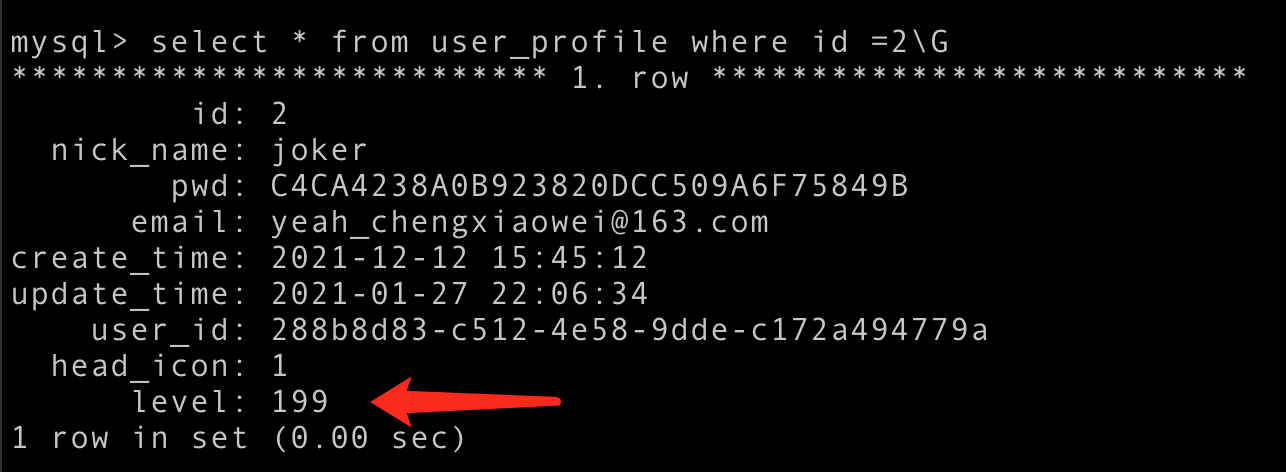 mysql> select * from user_profile where id =2\G
*************************** 1. row ***************************
id: 2
nick_name: joker
pwd: C4CA4238A0B923820DCC509A6F75849B
email: yeah_chengxiaowei@163.com
create_time: 2021-12-12 15:45:12
update_time: 2021-01-27 22:06:34
user_id: 288b8d83-c512-4e58-9dde-c172a494779a
head_icon: 1
level: 199
1 row in set (0.00 sec)